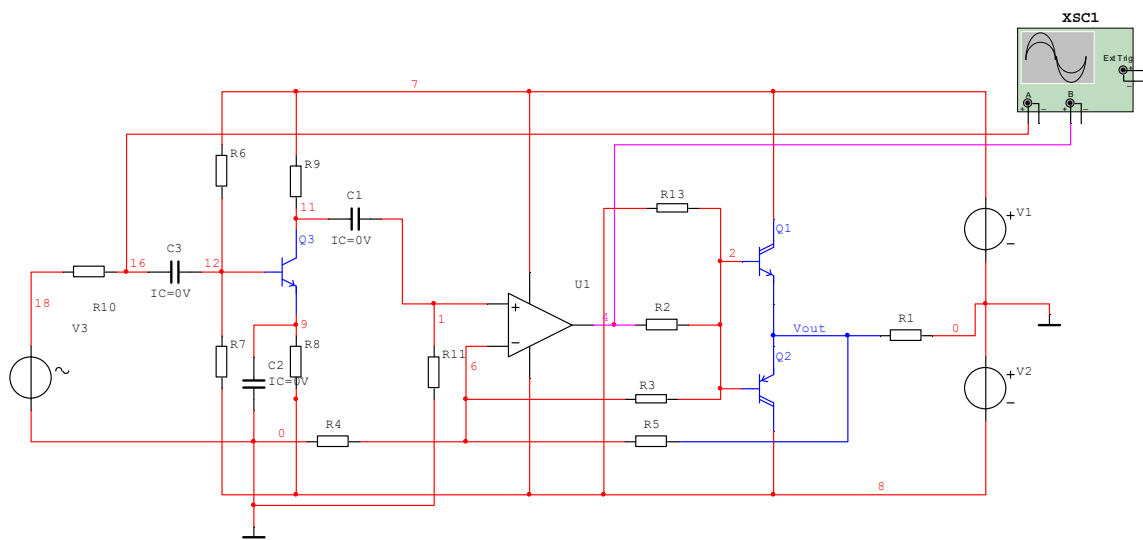 XSC1
Ext Trig
+
-
A
B
+ - + -
7
R6
R9
C1
11
IC=0V
R13
Q3
Q1
V1
+
-
16
C3
12
2
IC=0V
18
R10
U1
V3
9
1
4
R2
Vout
R1
0
R7
R8
R11
6
Q2
C2
IC=0V
R3
V2
+
-
0
R4
R5
8